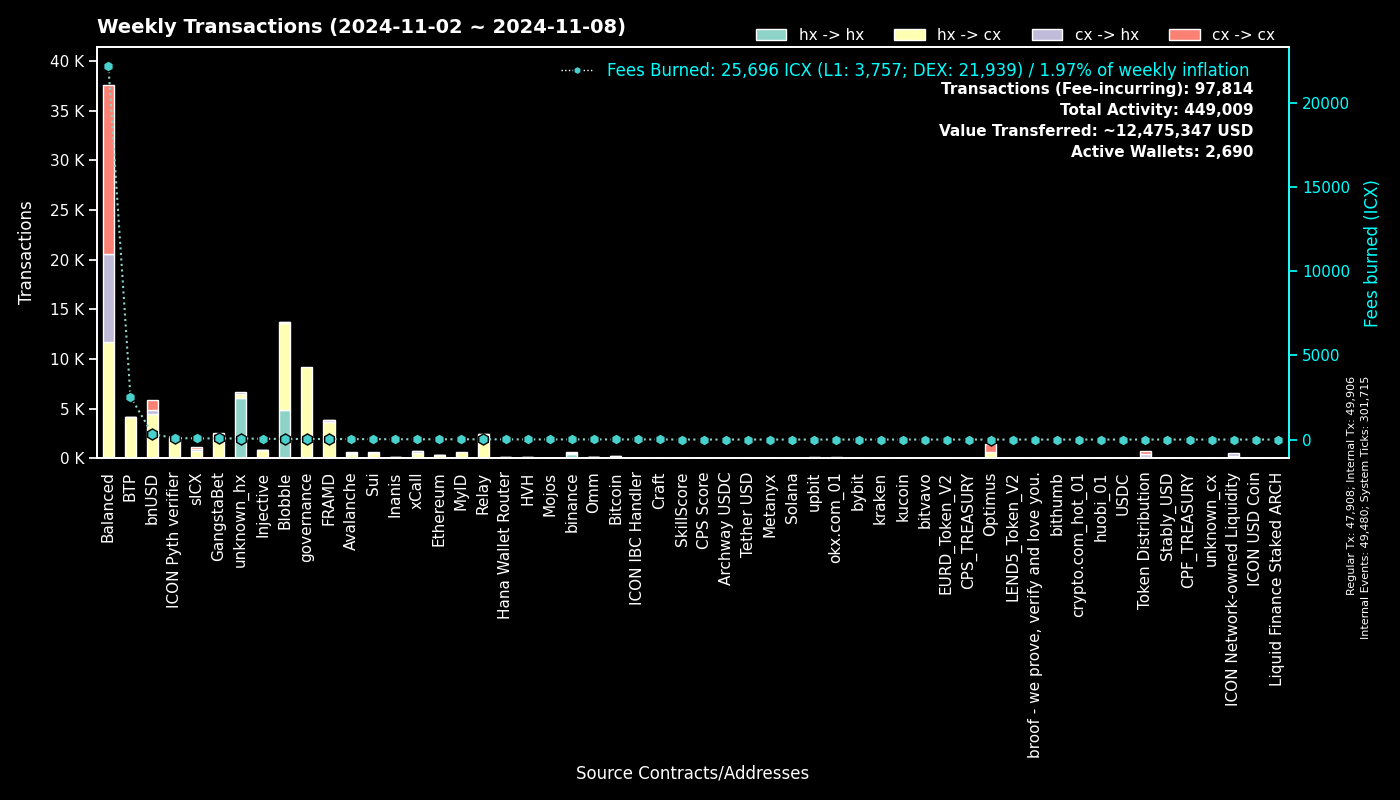 Weekly Transactions (2024-11-02 ~ 2024-11-08)
hx -> hx
hx -> cx
cx -> hx
cx -> cx
Fees Burned: 25,696 ICX (L1: 3,757; DEX: 21,939) / 1.97% of weekly inflation
Transactions (Fee-incurring): 97,814
Total Activity: 449,009
Value Transferred: ~12,475,347 USD
Active Wallets: 2,690
Transactions
40 K
35 K
30 K
25 K
20 K
15 K
10 K
5 K
0 K
20000
15000
10000
5000
0
Fees burned (ICX)
Regular Tx: 47,908; Internal Tx: 49,906
Internal Events: 49,480; System Ticks: 301,715
Balanced
BTP
bnUSD
ICON Pyth verifier
sICX
GangstaBet
unknown_hx
Injective
Blobble
governance
FRAMD
Avalanche
Sui
Inanis
xCall
Ethereum
MyID
Relay
Hana Wallet Router
HVH
Mojos
binance
Omm
Bitcoin
ICON IBC Handler
Craft
SkillScore
CPS Score
Archway USDC
Tether USD
Metanyx
Solana
upbit
okx.com_01
bybit
kraken
kucoin
bitvavo
EURD_Token_V2
CPS_TREASURY
Optimus
LEND5_Token_V2
broof - we prove, verify and love you.
bithumb
crypto.com_hot_01
huobi_01
USDC
Token Distribution
Stably_USD
CPF_TREASURY
unknown_cx
ICON Network-owned Liquidity
ICON USD Coin
Liquid Finance Staked ARCH
Source Contracts/Addresses